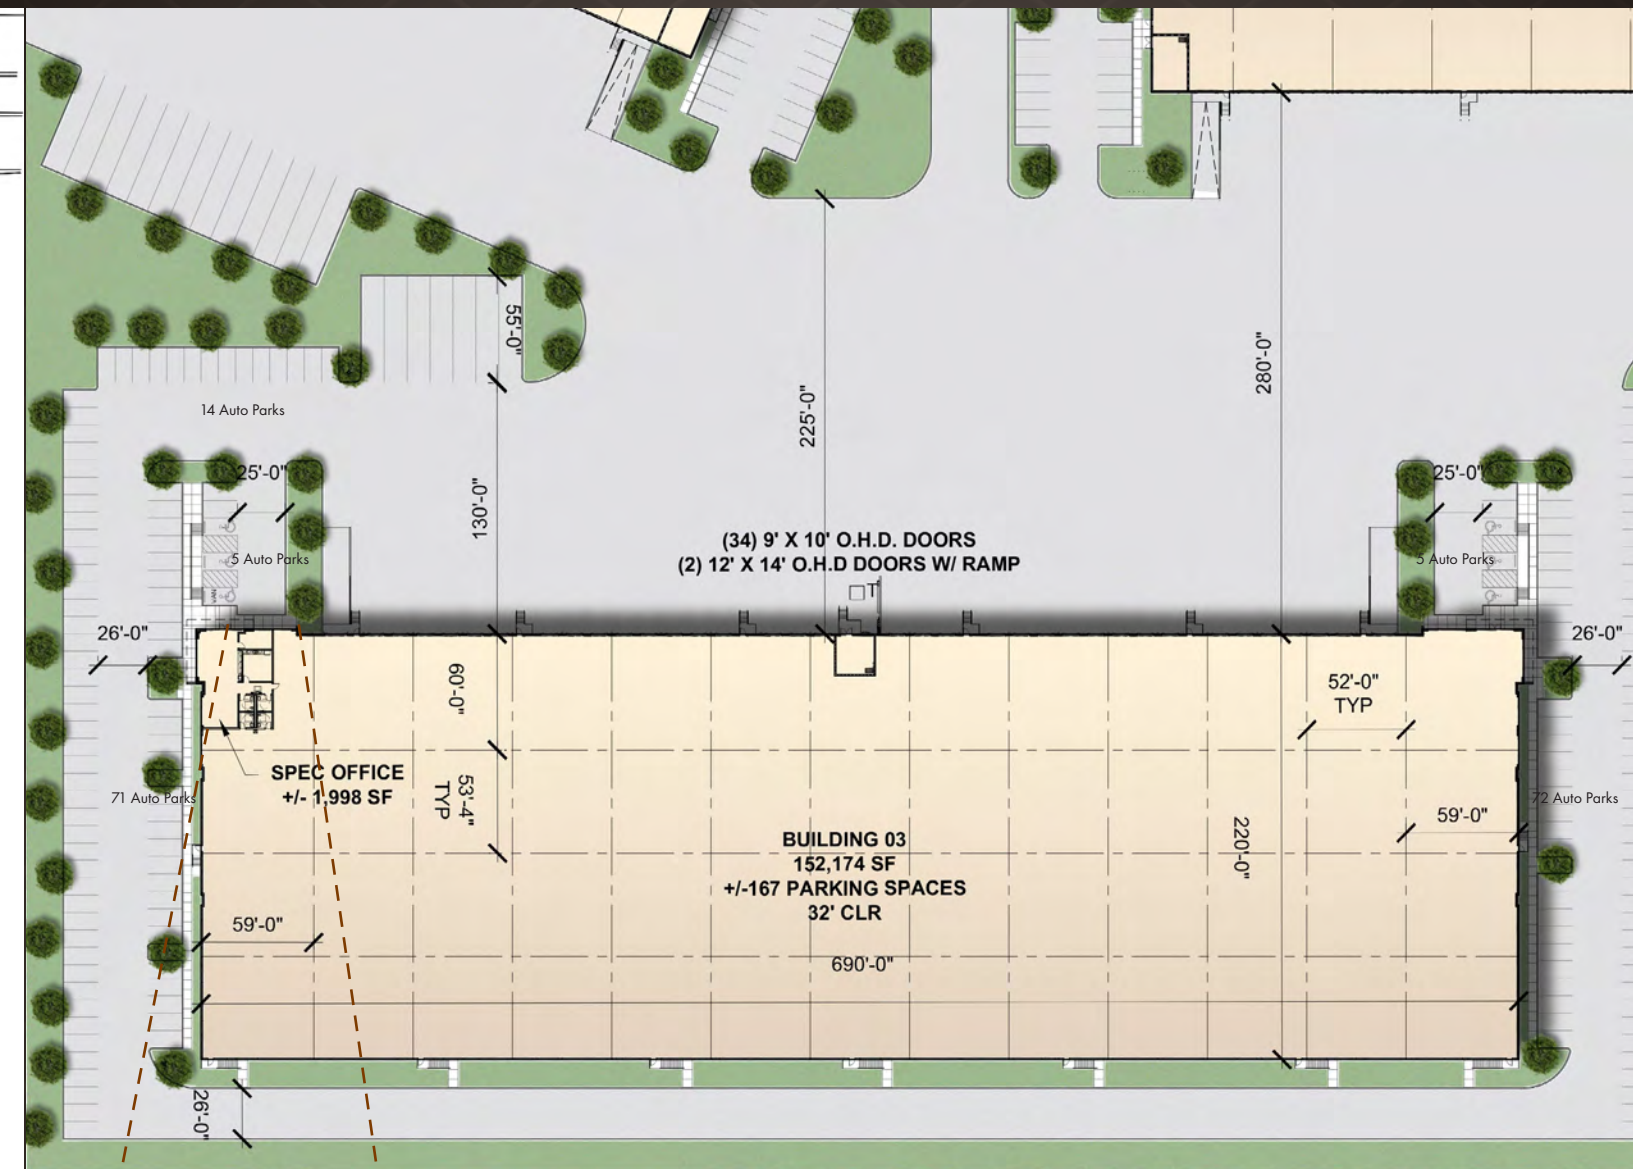 55'-0"
14 Auto Parks
225'-0"
280'-0"
25'-0"
25'-0"
130'-0"
(34) 9' X 10' O.H.D. DOORS
(2) 12' X 14' O.H.D DOORS W/ RAMP
5 Auto Parks
5 Auto Parks
VAN
T
26'-0"
26'-0"
60'-0"
52'-0"
TYP
SPEC OFFICE
+/- 1,998 SF
53'-4"
TYP
71 Auto Parks
72 Auto Parks
59'-0"
220'-0"
BUILDING 03
152,174 SF
+/-167 PARKING SPACES
32' CLR
59'-0"
690'-0"
26'-0"